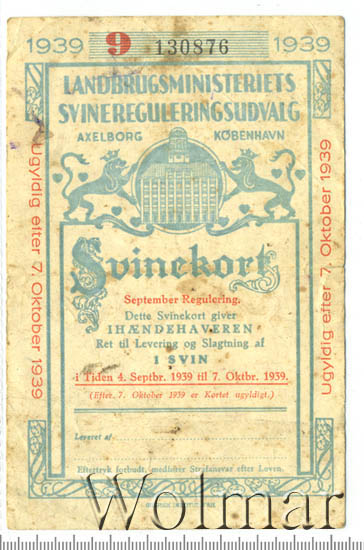 1939 9 130876 1939
LANDBRUGSMINISTERIETS
SVINEREGULERINGSUDVALG
AXELBORG KØBENHAVN
Ugyldig efter 7. Oktober 1939
Ugyldig efter 7. Oktober 1939
Svinekort
September Regulering.
Dette Svinekort giver
IHÆNDEHAVEREN
Ret til Levering og Slagtning af
1 SVIN
i Tiden 4. Septbr. 1939 til 7. Oktbr. 1939.
(Efter 7. Oktober 1939 er Kortet ugyldigt.)
Leveret af
Eftertryk forbudt, medfører Strafansvar efter Loven.
Wolmar